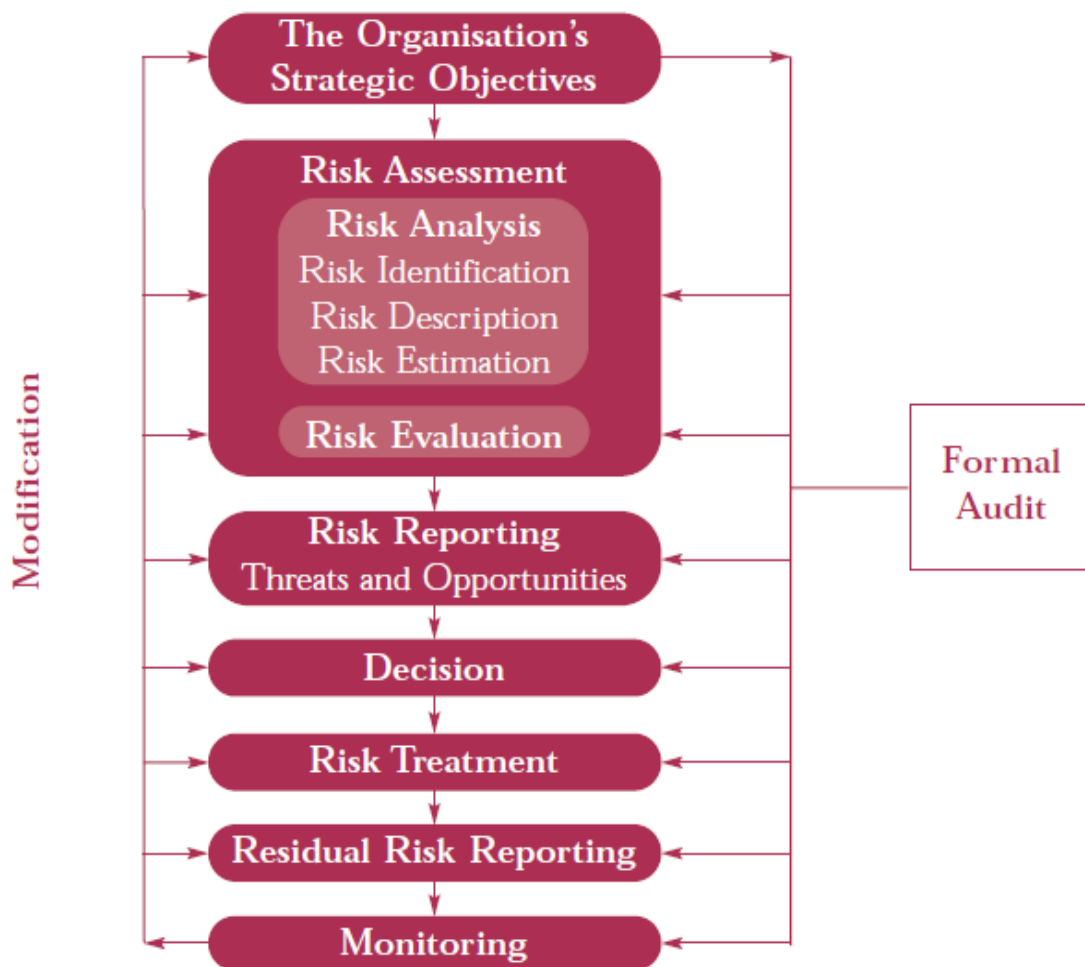 The Organisation's
Strategic Objectives
Risk Assessment
Risk Analysis
Risk Identification
Risk Description
Risk Estimation
Risk Evaluation
Risk Reporting
Threats and Opportunities
Decision
Risk Treatment
Residual Risk Reporting
Monitoring
Modification
Formal
Audit